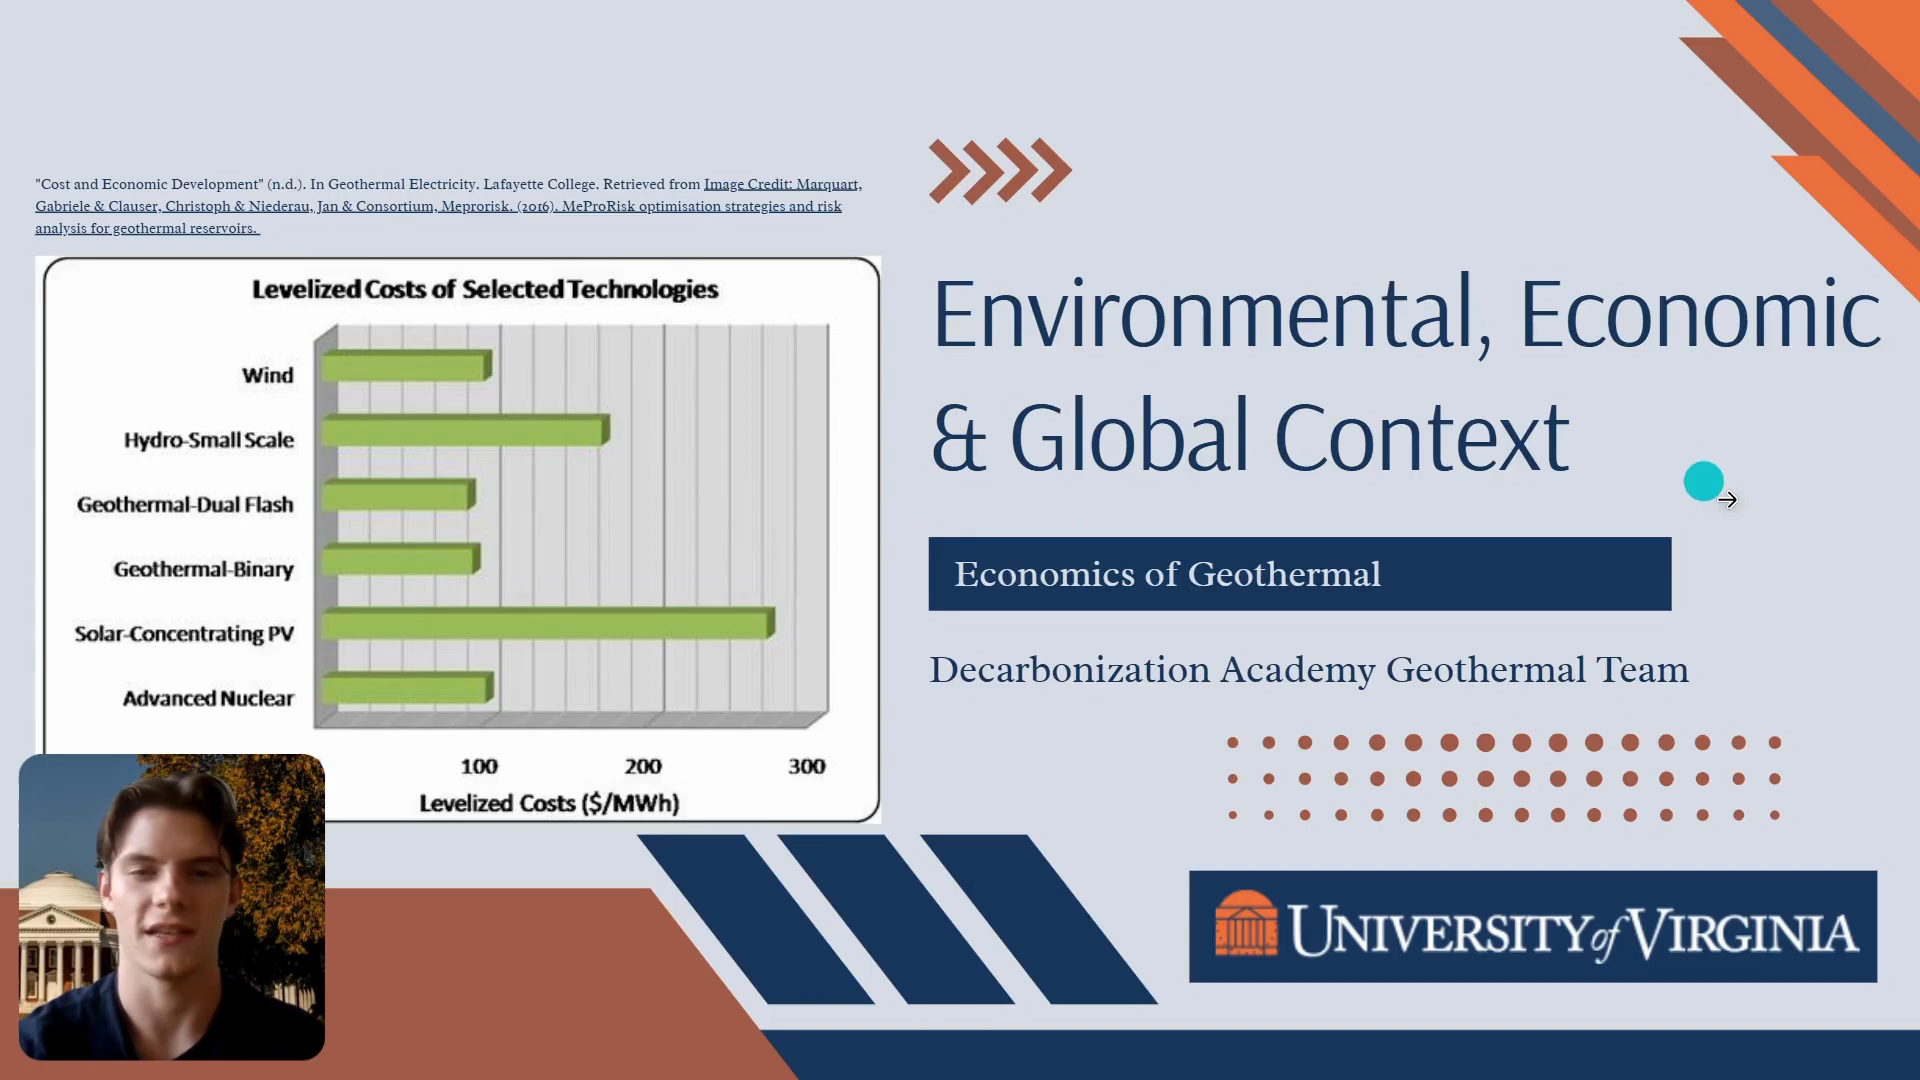 "Cost and Economic Development" (n.d.). In Geothermal Electricity. Lafayette College. Retrieved from Image Credit: Marquart,
Gabriele & Clauser, Christoph & Niederau, Jan & Consortium, Meprorisk. (2016). MeProRisk optimisation strategies and risk
analysis for geothermal reservoirs.
Levelized Costs of Selected Technologies
Wind
Hydro-Small Scale
Geothermal-Dual Flash
Geothermal-Binary
Solar-Concentrating PV
Advanced Nuclear
100 200 300
Levelized Costs ($/MWh)
Environmental, Economic
& Global Context
Economics of Geothermal
Decarbonization Academy Geothermal Team
UNIVERSITY of VIRGINIA